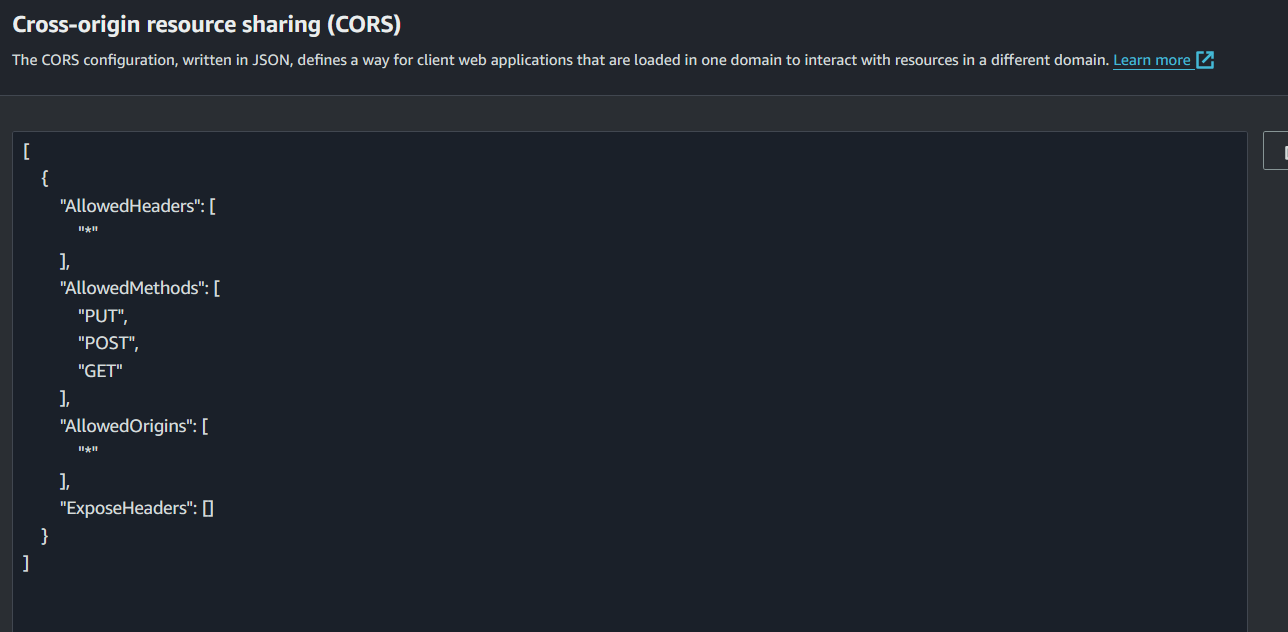 Cross-origin resource sharing (CORS)
The CORS configuration, written in JSON, defines a way for client web applications that are loaded in one domain to interact with resources in a different domain. Learn more
[
{
"AllowedHeaders": [
"*"
],
"AllowedMethods": [
"PUT",
"POST",
"GET"
],
"AllowedOrigins": [
"*"
],
"ExposeHeaders": []
}
]